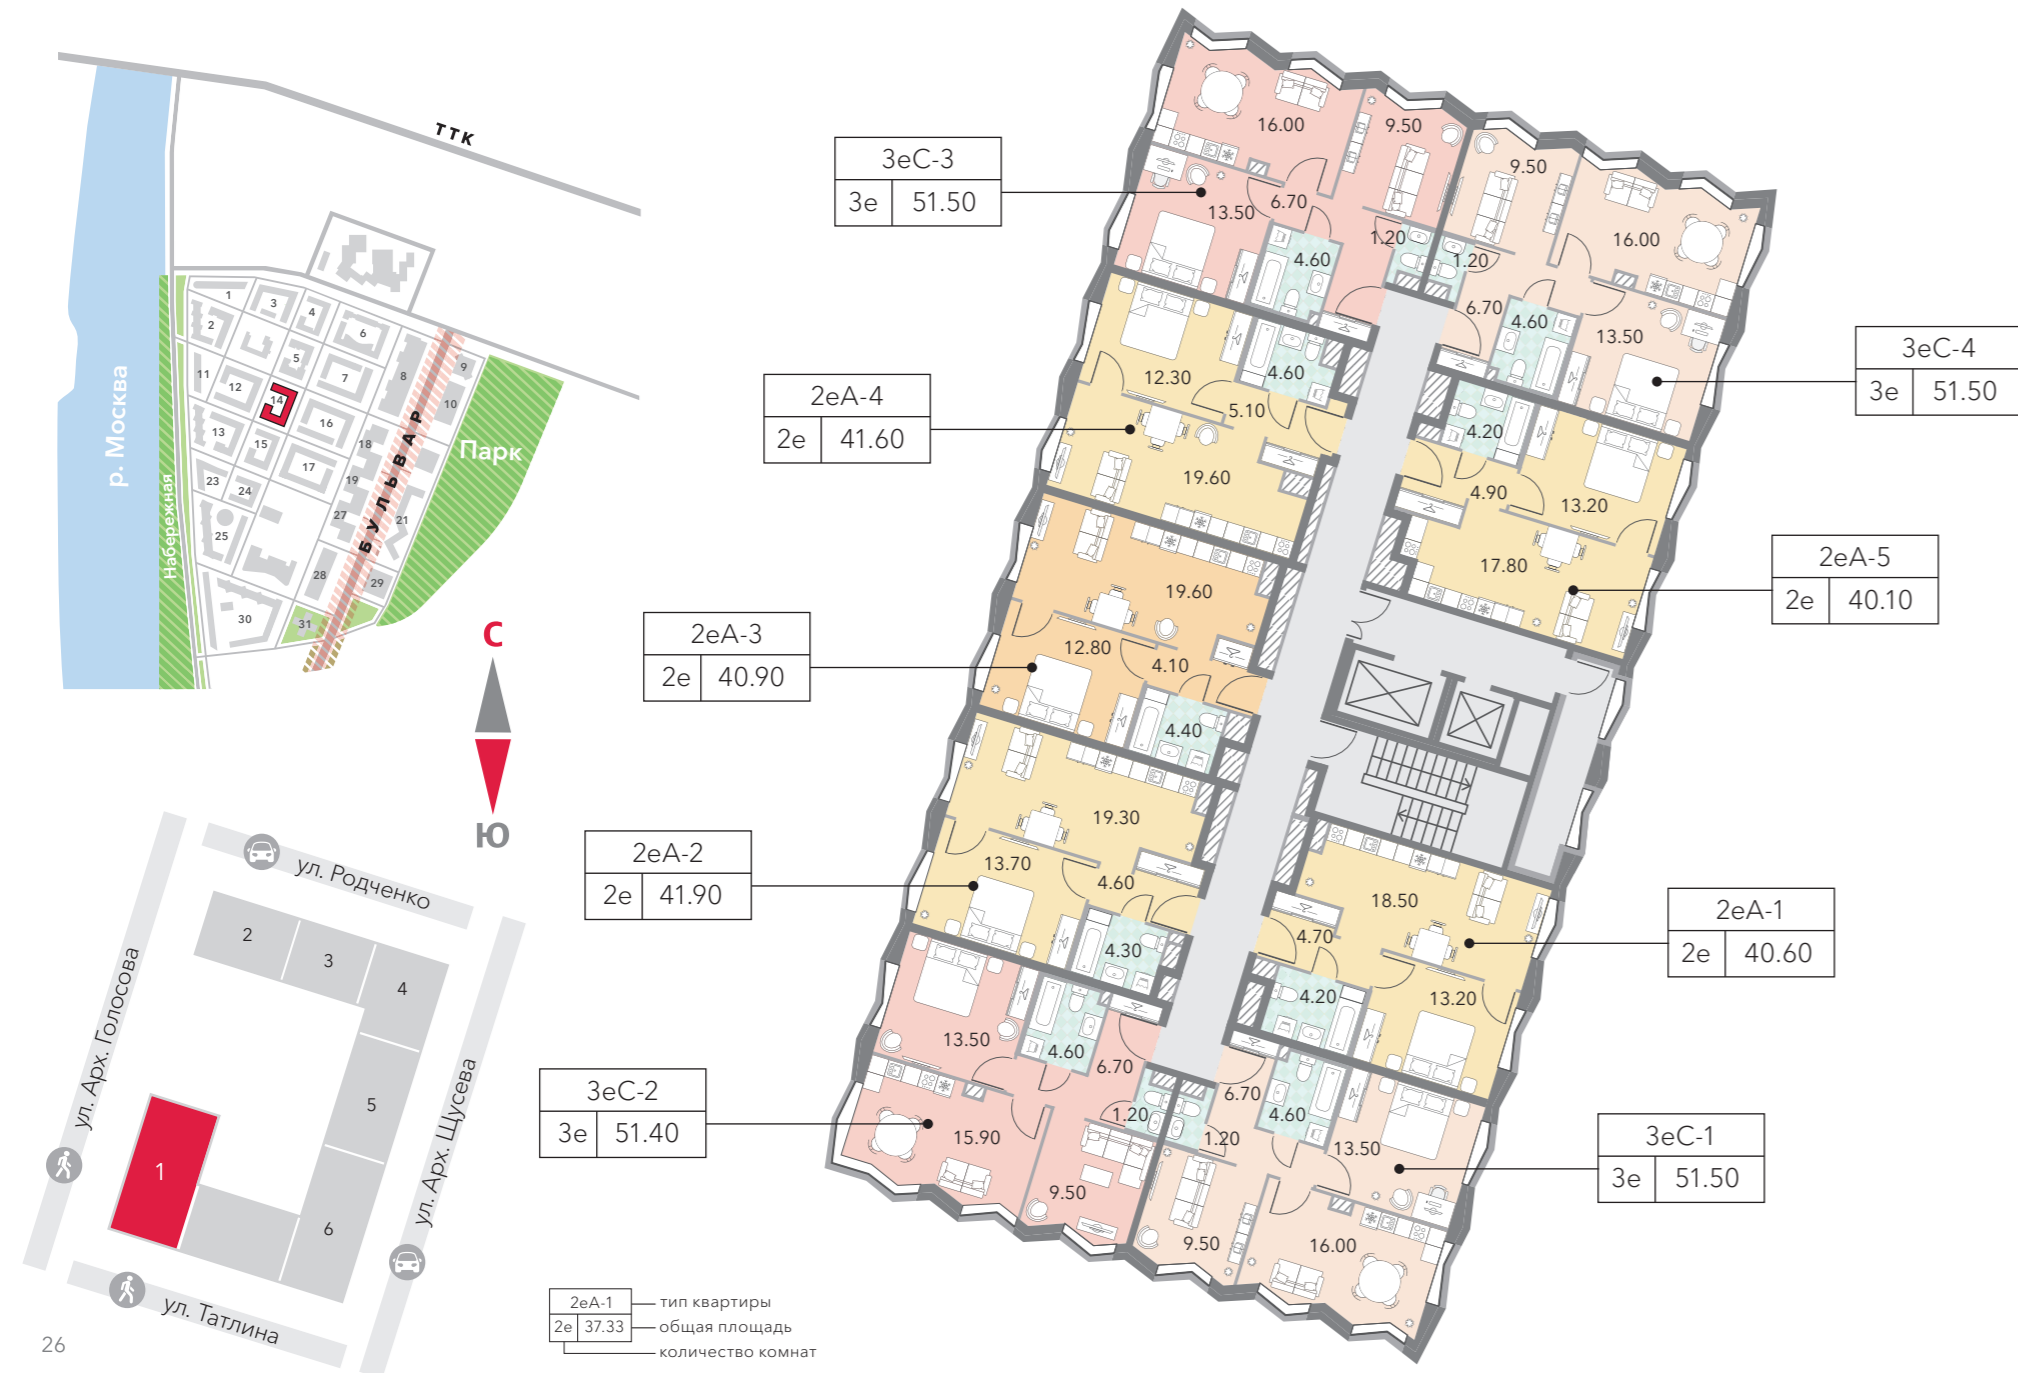 ТТК
р. Москва
Набережная
БУЛЬВАР
Парк
1
2
3
4
5
6
7
8
9
10
11
12
13
14
15
16
17
18
19
21
23
24
25
27
28
29
30
31
С
Ю
ул. Родченко
ул. Арх. Голосова
ул. Арх. Щусева
ул. Татлина
1
2
3
4
5
6
26
2еА-1
2е 37.33
тип квартиры
общая площадь
количество комнат
3еС-3
3е 51.50
16.00
9.50
13.50
6.70
1.20
4.60
3еС-4
3е 51.50
9.50
16.00
1.20
6.70
4.60
13.50
2еА-4
2е 41.60
12.30
4.60
5.10
19.60
2еА-5
2е 40.10
4.20
4.90
13.20
17.80
2еА-3
2е 40.90
19.60
12.80
4.10
4.40
2еА-2
2е 41.90
19.30
13.70
4.60
4.30
2еА-1
2е 40.60
18.50
4.70
4.20
13.20
3еС-2
3е 51.40
13.50
4.60
6.70
1.20
15.90
9.50
3еС-1
3е 51.50
6.70
4.60
1.20
13.50
9.50
16.00